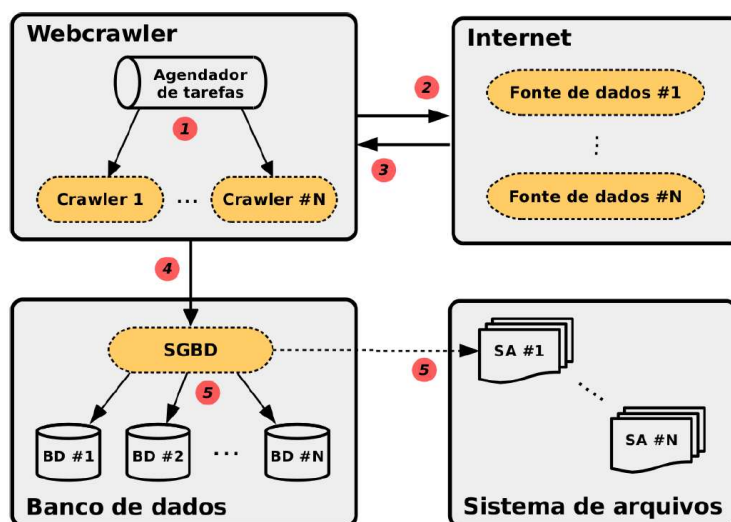 Webcrawler
Agendador
de tarefas
1
Crawler 1
...
Crawler #N
2
3
Internet
Fonte de dados #1
Fonte de dados #N
4
SGBD
5
BD #1
BD #2
...
BD #N
Banco de dados
5
SA #1
SA #N
Sistema de arquivos